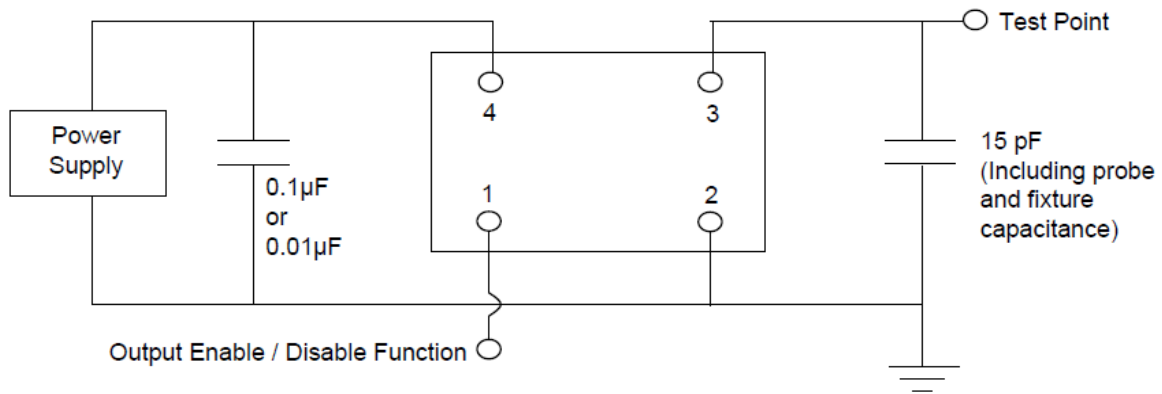 Test Point
4
3
Power
Supply
15 pF
(Including probe
and fixture
capacitance)
0.1µF
or
0.01µF
1
2
Output Enable / Disable Function